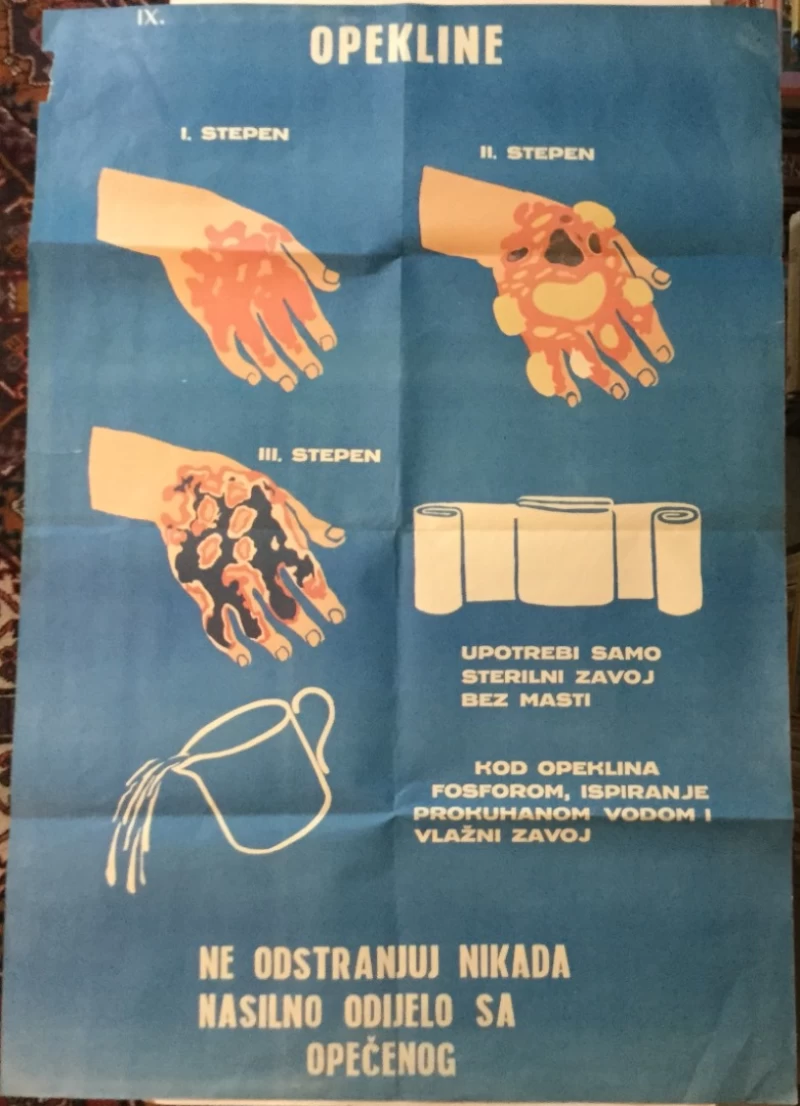 IX.
OPEKLINE
I. STEPEN
II. STEPEN
III. STEPEN
UPOTREBI SAMO
STERILNI ZAVOJ
BEZ MASTI
KOD OPEKLINA
FOSFOROM, ISPIRANJE
PROKUHANOM VODOM I
VLAŽNI ZAVOJ
NE ODSTRANJUJ NIKADA
NASILNO ODIJELO SA
OPEČENOG